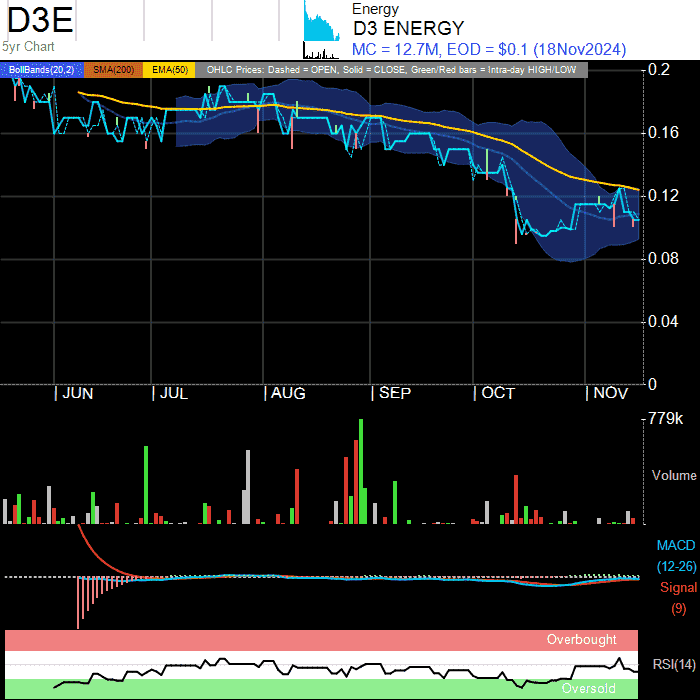 D3E
5yr Chart
Energy
D3 ENERGY
MC = 12.7M, EOD = $0.1 (18Nov2024)
BollBands(20,2) SMA(200) EMA(50) OHLC Prices: Dashed = OPEN, Solid = CLOSE, Green/Red bars = Intra-day HIGH/LOW
0.2
0.16
0.12
0.08
0.04
0
JUN JUL AUG SEP OCT NOV
779k
Volume
MACD
(12-26)
Signal
(9)
Overbought
RSI(14)
Oversold